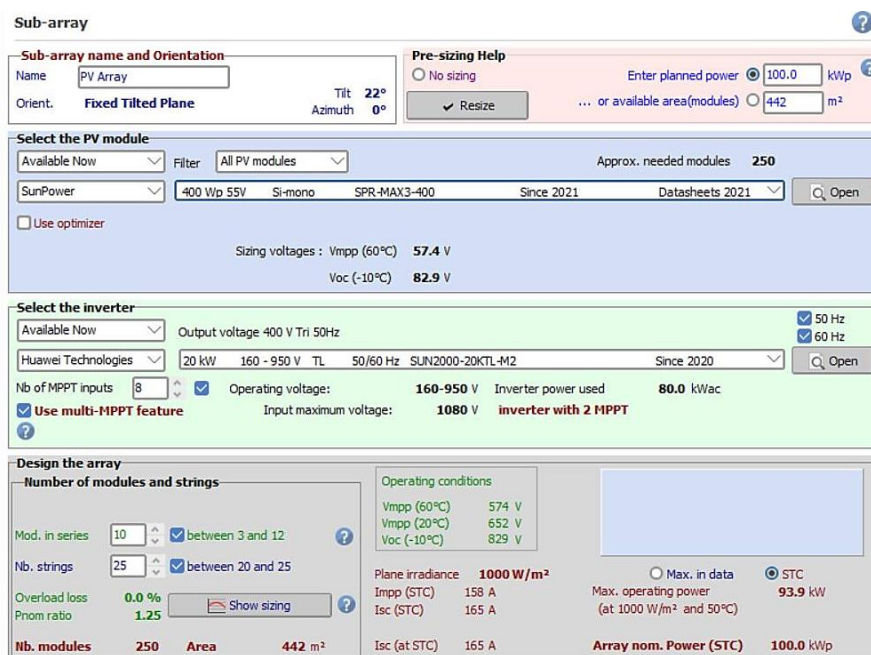 Sub-array
Sub-array name and Orientation
Name PV Array
Orient. Fixed Tilted Plane
Tilt 22°
Azimuth 0°
Pre-sizing Help
No sizing
Enter planned power 100.0 kWp
Resize
... or available area(modules) 442 m²
Select the PV module
Available Now Filter All PV modules Approx. needed modules 250
SunPower 400 Wp 55V Si-mono SPR-MAX3-400 Since 2021 Datasheets 2021 Open
Use optimizer
Sizing voltages : Vmpp (60°C) 57.4 V
Voc (-10°C) 82.9 V
Select the inverter
Available Now Output voltage 400 V Tri 50Hz
50 Hz
60 Hz
Huawei Technologies 20 kW 160 - 950 V TL 50/60 Hz SUN2000-20KTL-M2 Since 2020 Open
Nb of MPPT inputs 8 Operating voltage: 160-950 V Inverter power used 80.0 kWac
Use multi-MPPT feature Input maximum voltage: 1080 V inverter with 2 MPPT
?
Design the array
Number of modules and strings
Mod. in series 10 between 3 and 12 ?
Nb. strings 25 between 20 and 25
Overload loss 0.0 %
Pnom ratio 1.25
Show sizing ?
Nb. modules 250 Area 442 m²
Operating conditions
Vmpp (60°C) 574 V
Vmpp (20°C) 652 V
Voc (-10°C) 829 V
Plane irradiance 1000 W/m²
Impp (STC) 158 A
Isc (STC) 165 A
Isc (at STC) 165 A
Max. in data STC
Max. operating power 93.9 kW
(at 1000 W/m² and 50°C)
Array nom. Power (STC) 100.0 kWp